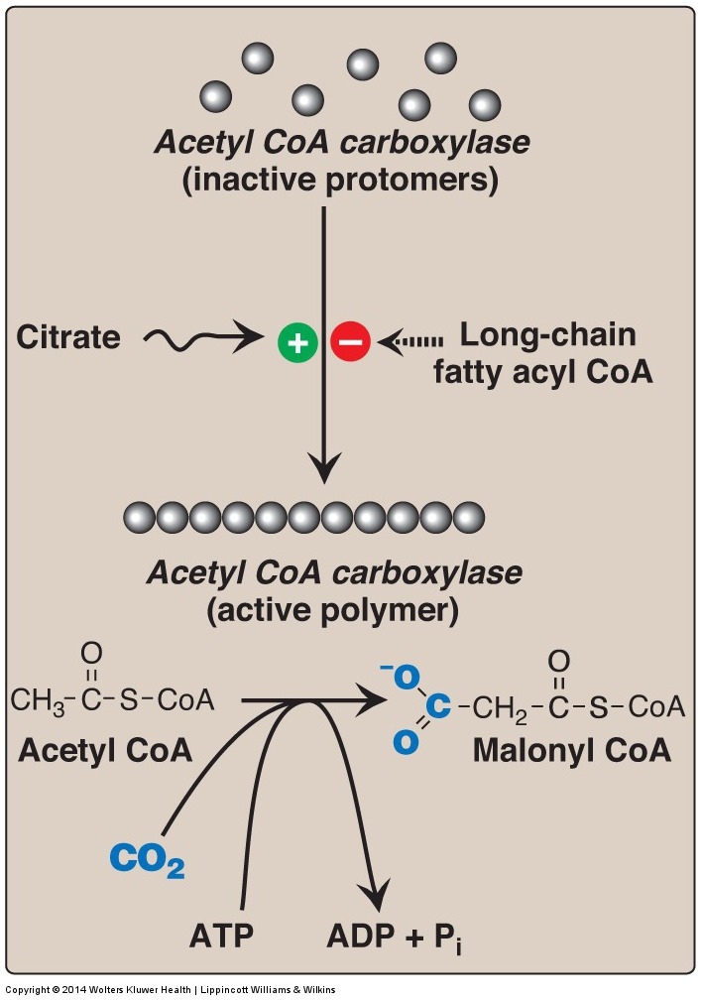 Acetyl CoA carboxylase
(inactive protomers)
Citrate
+
−
Long-chain
fatty acyl CoA
Acetyl CoA carboxylase
(active polymer)
O
CH₃-C-S-CoA
Acetyl CoA
⁻O
O
C-CH₂-C-S-CoA
O
Malonyl CoA
CO₂
ATP
ADP + Pᵢ
Copyright © 2014 Wolters Kluwer Health | Lippincott Williams & Wilkins